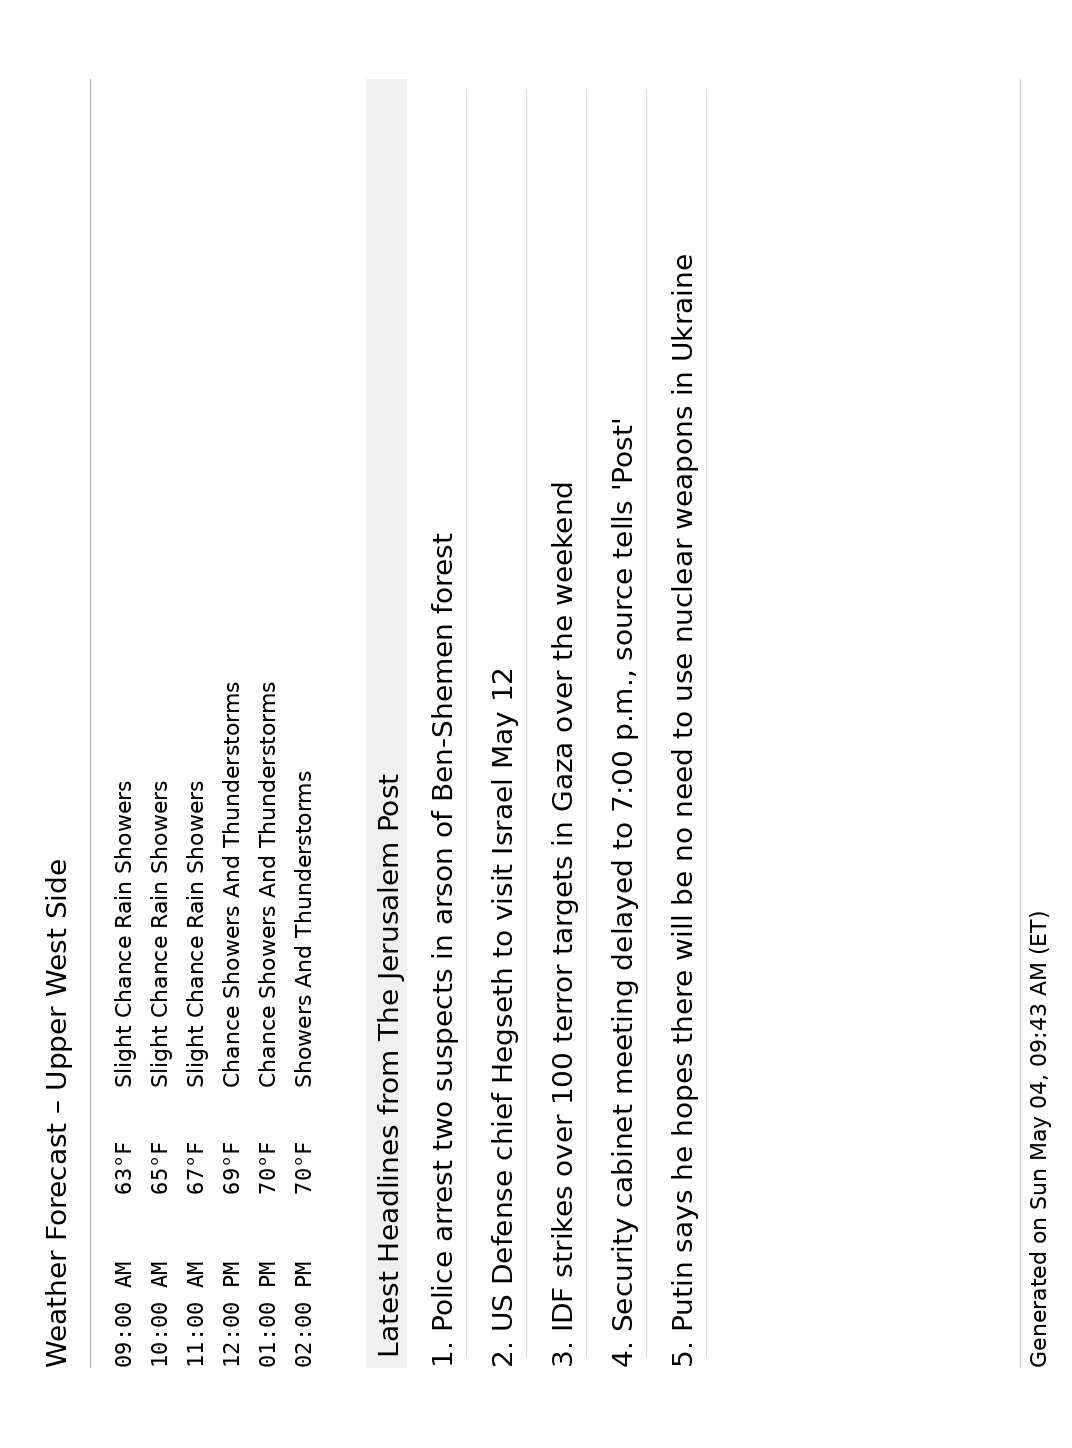 Weather Forecast – Upper West Side
09:00 AM 63°F Slight Chance Rain Showers
10:00 AM 65°F Slight Chance Rain Showers
11:00 AM 67°F Slight Chance Rain Showers
12:00 PM 69°F Chance Showers And Thunderstorms
01:00 PM 70°F Chance Showers And Thunderstorms
02:00 PM 70°F Showers And Thunderstorms
Latest Headlines from The Jerusalem Post
1. Police arrest two suspects in arson of Ben-Shemen forest
2. US Defense chief Hegseth to visit Israel May 12
3. IDF strikes over 100 terror targets in Gaza over the weekend
4. Security cabinet meeting delayed to 7:00 p.m., source tells 'Post'
5. Putin says he hopes there will be no need to use nuclear weapons in Ukraine
Generated on Sun May 04, 09:43 AM (ET)